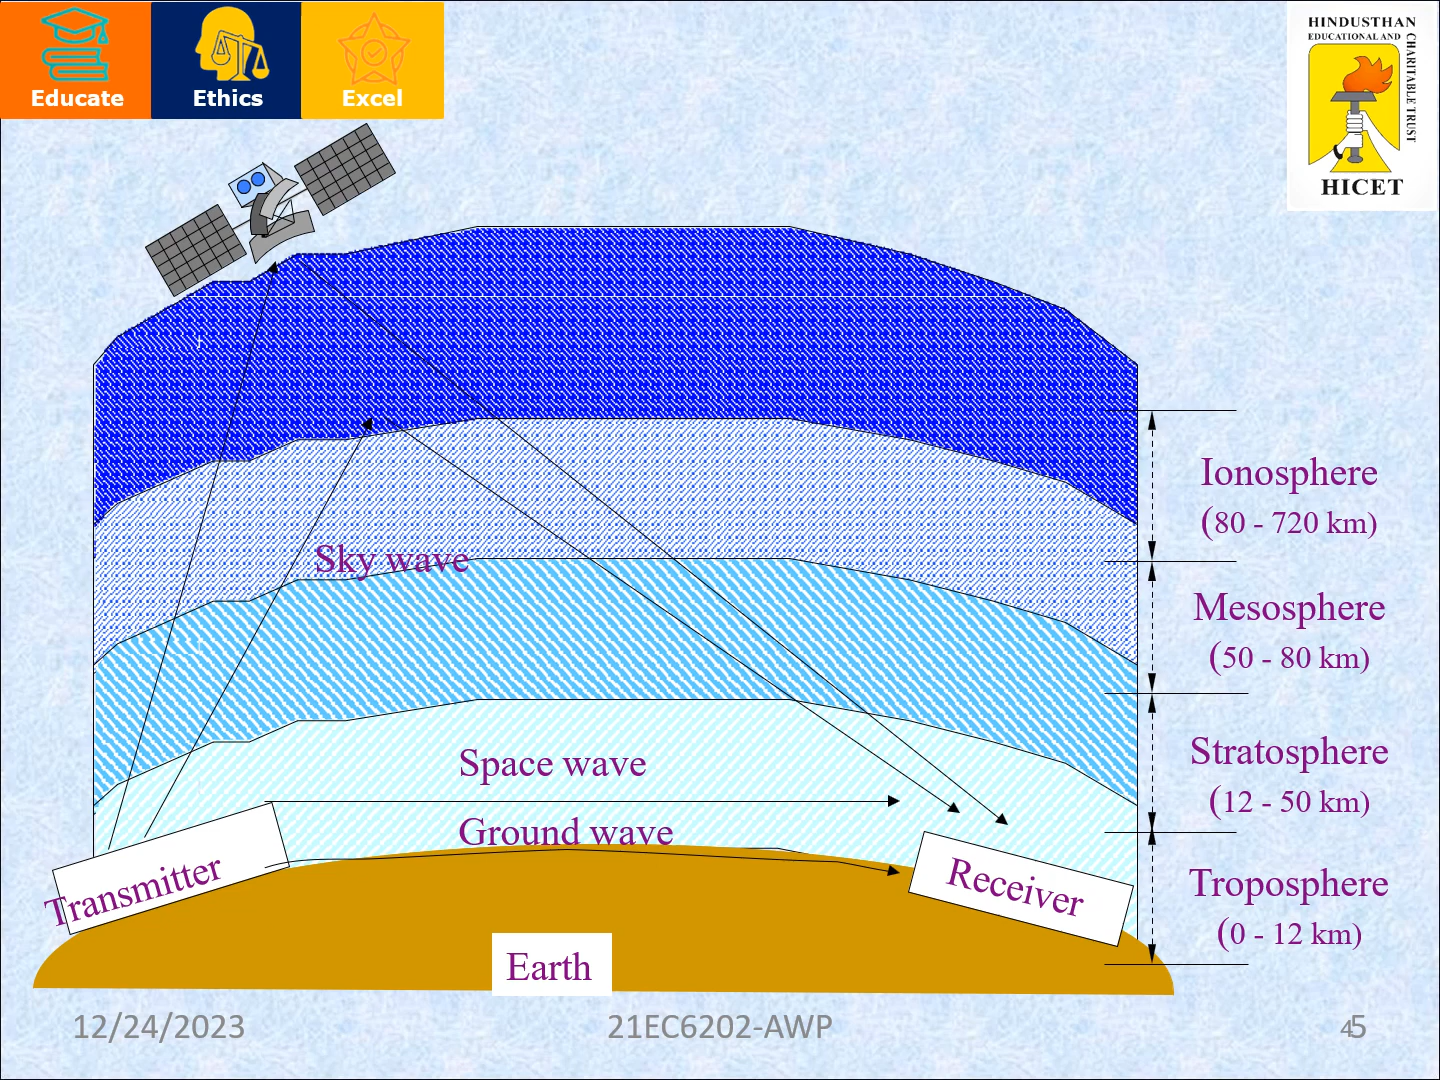 Educate
Ethics
Excel
HINDUSTHAN
EDUCATIONAL AND
CHARITABLE TRUST
HICET
Ionosphere
(80 - 720 km)
Sky wave
Mesosphere
(50 - 80 km)
Stratosphere
(12 - 50 km)
Space wave
Ground wave
Transmitter
Receiver
Troposphere
(0 - 12 km)
Earth
12/24/2023
21EC6202-AWP
45